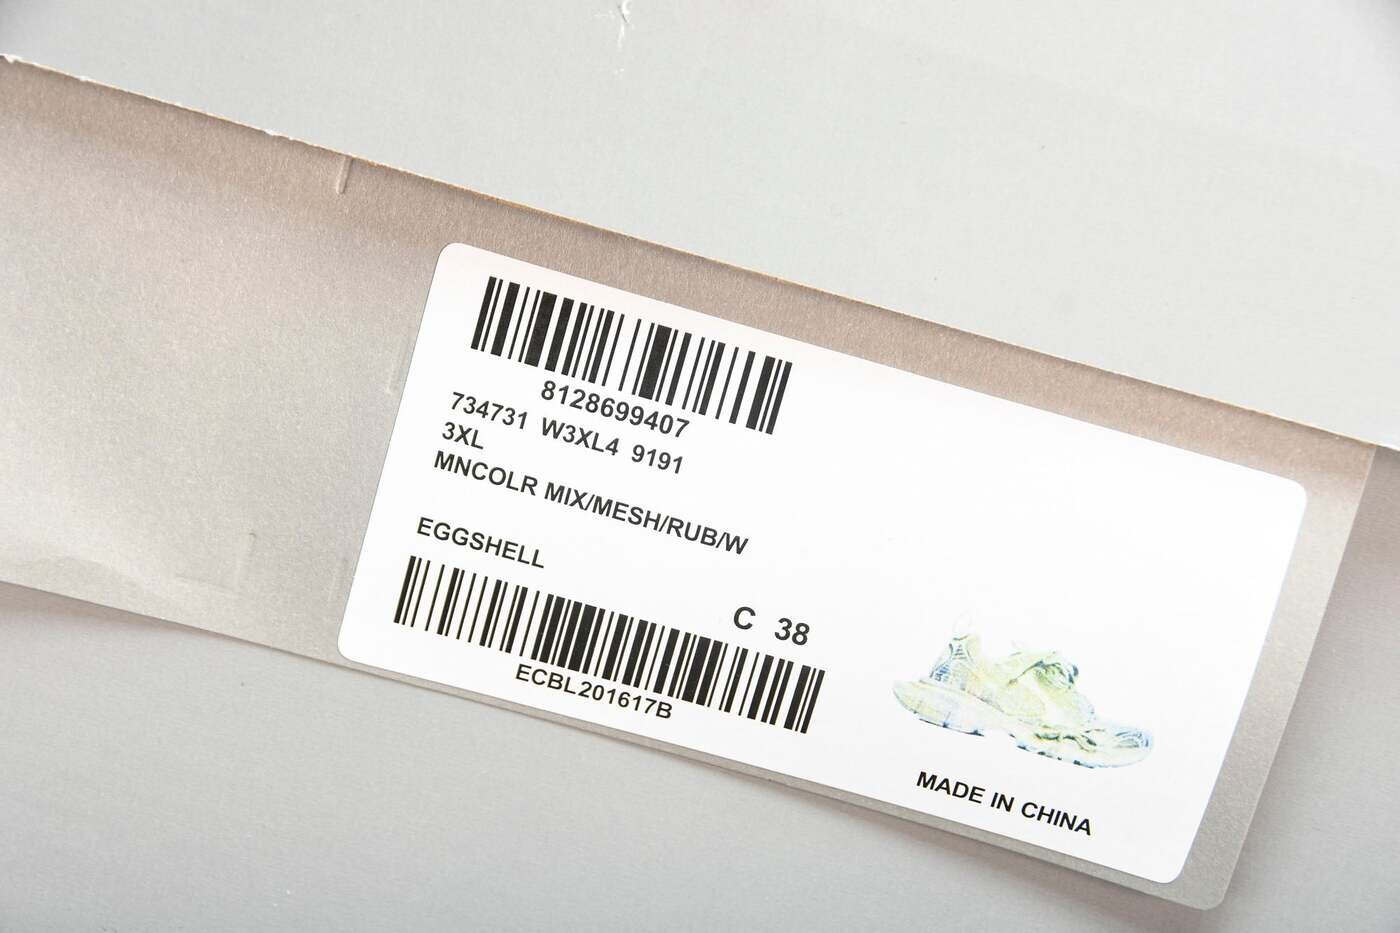 8128699407
734731 W3XL4 9191
3XL
MNCOLR MIX/MESH/RUB/W
EGGSHELL
C 38
ECBL201617B
MADE IN CHINA